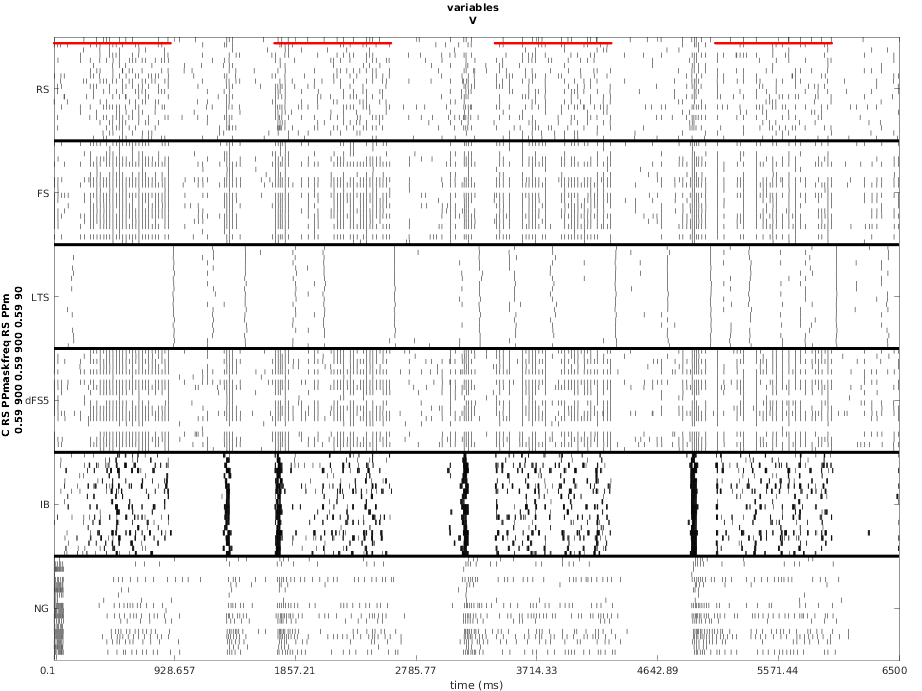 variables
V
RS
FS
LTS
dFS5
IB
NG
C RS PPmaskfreq RS PPm
0.59 900 0.59 900 0.59 90
0.1
928.657
1857.21
2785.77
3714.33
4642.89
5571.44
6500
time (ms)